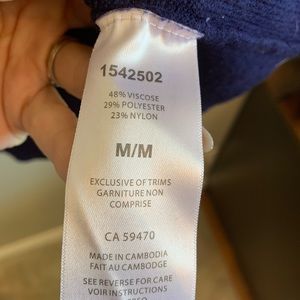 1542502
48% VISCOSE
29% POLYESTER
23% NYLON
M/M
EXCLUSIVE OF TRIMS
GARNITURE NON
COMPRISE
CA 59470
MADE IN CAMBODIA
FAIT AU CAMBODGE
SEE REVERSE FOR CARE
VOIR INSTRUCTIONS